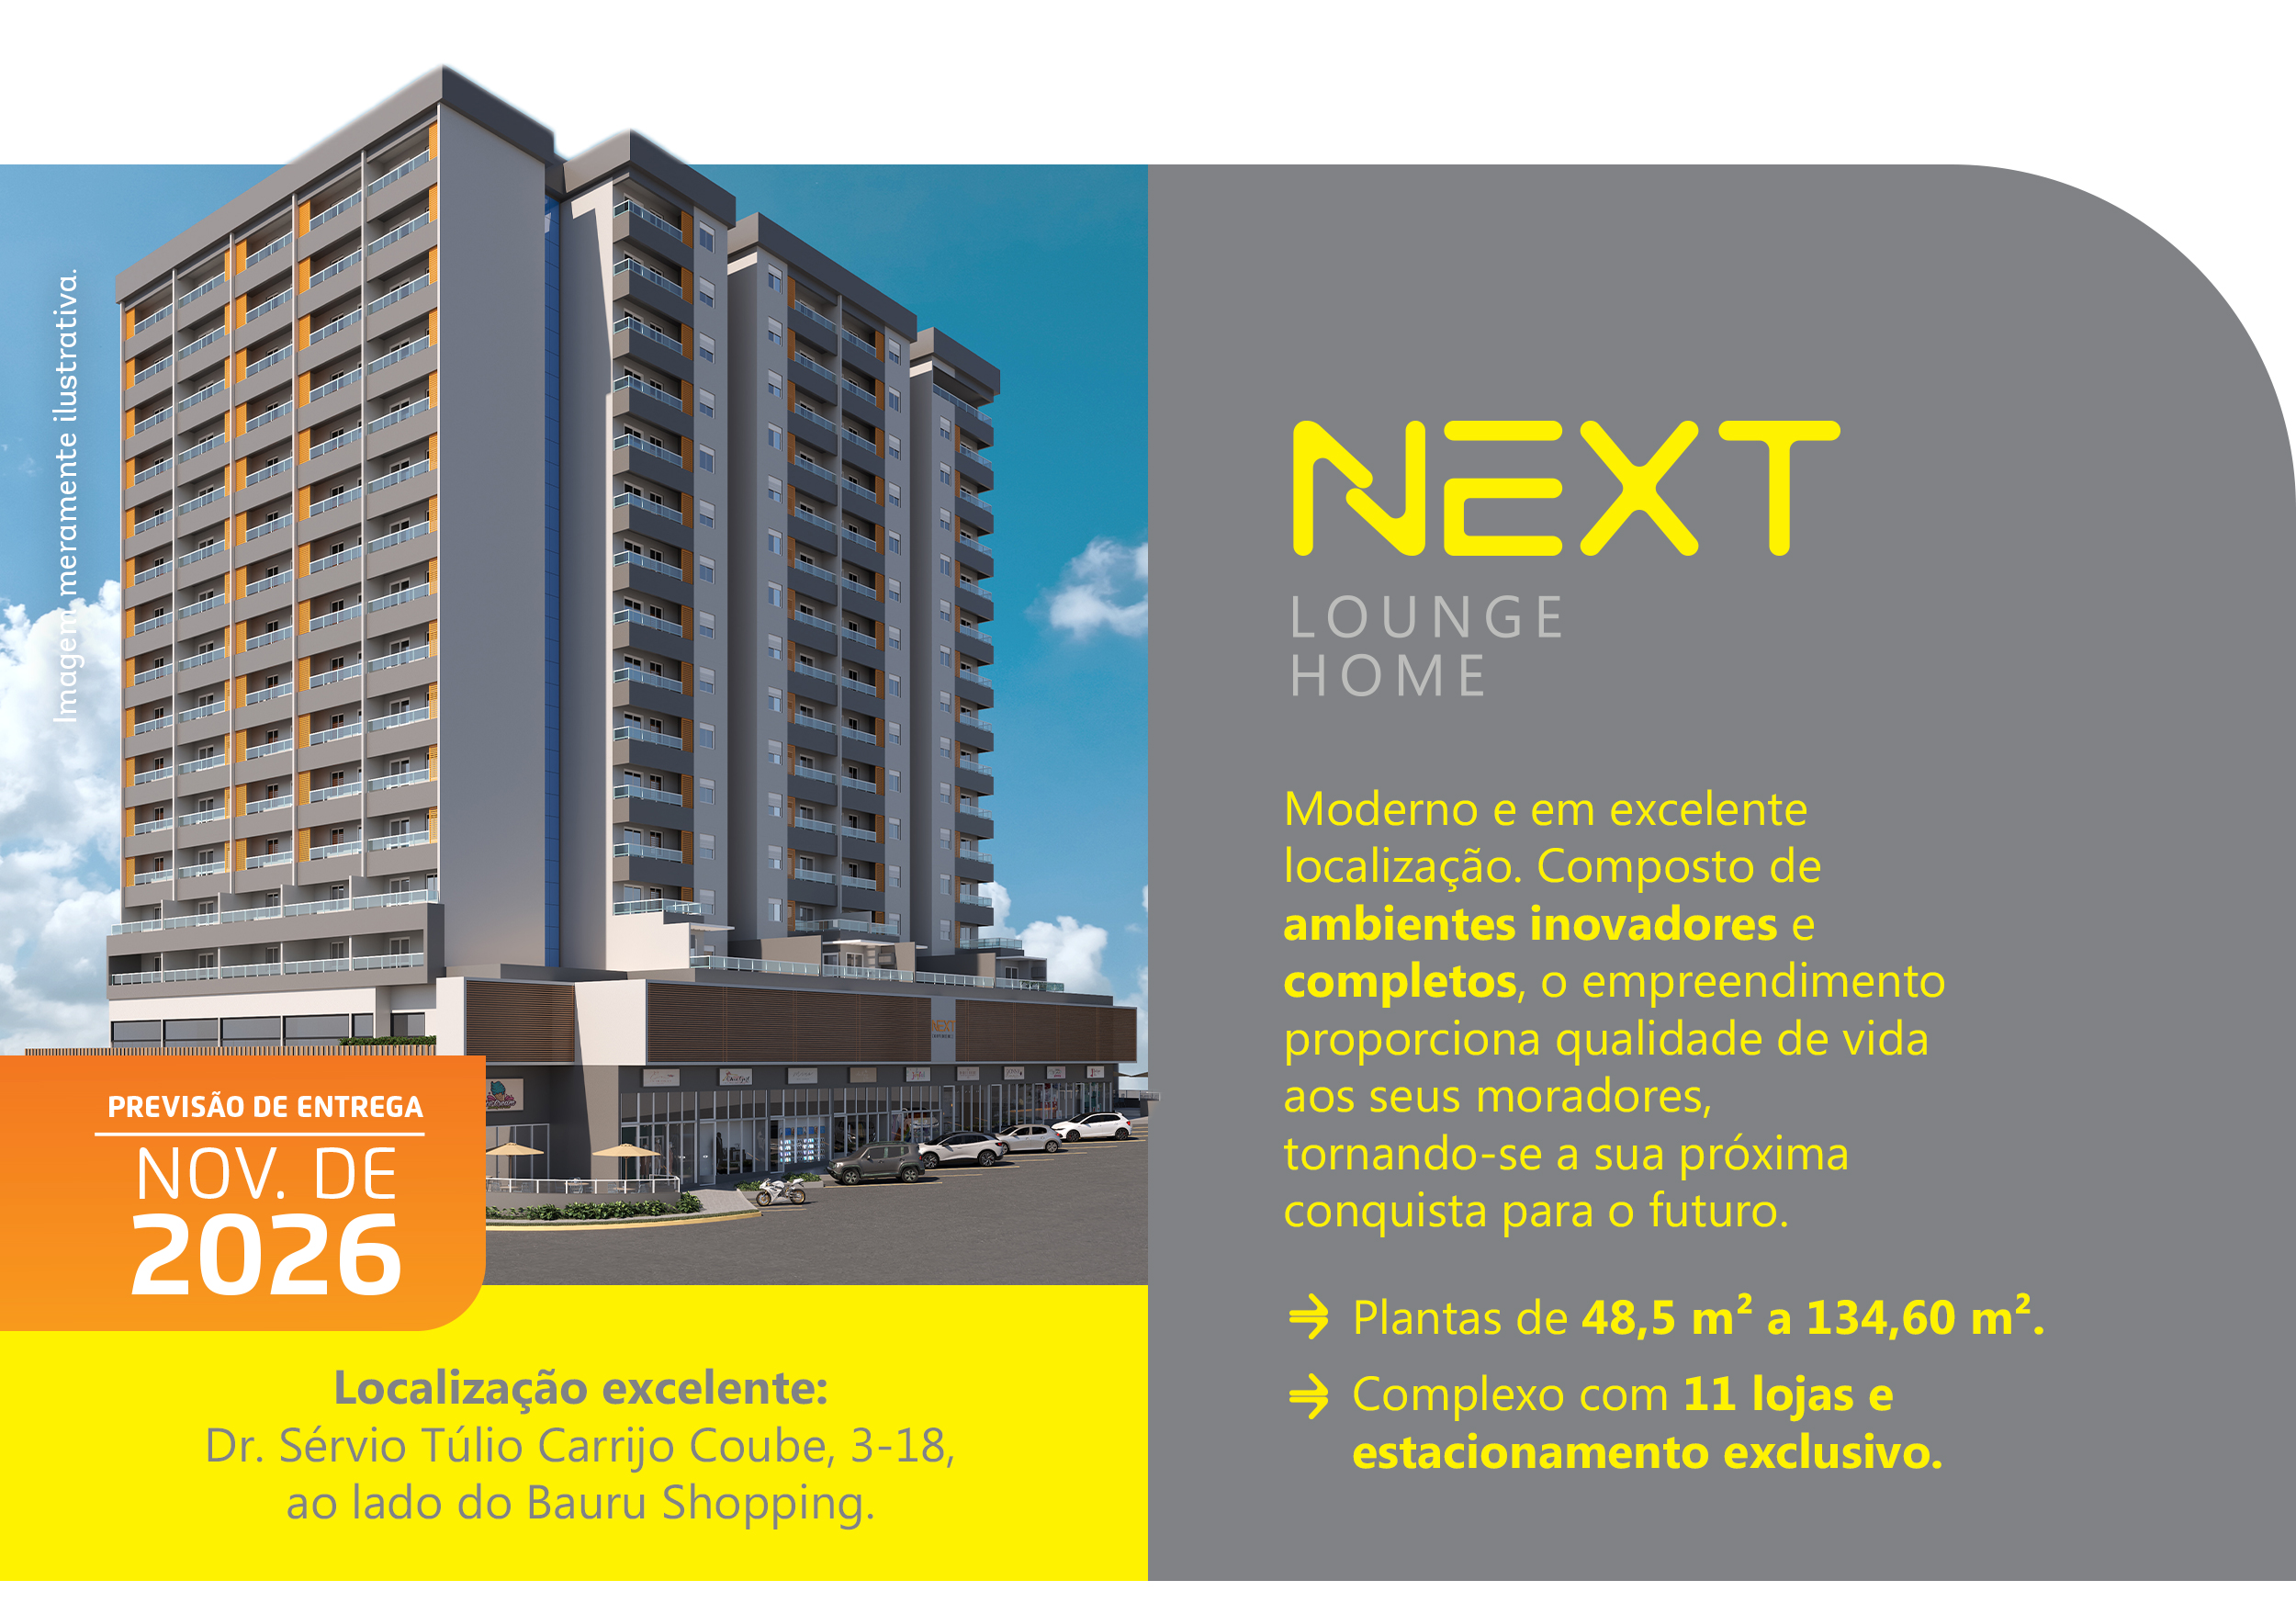 Imagem meramente ilustrativa.
NEXT
PREVISÃO DE ENTREGA
NOV. DE
2026
Localização excelente:
Dr. Sérvio Túlio Carrijo Coube, 3-18,
ao lado do Bauru Shopping.
NEXT
LOUNGE
HOME
Moderno e em excelente
localização. Composto de
ambientes inovadores e
completos, o empreendimento
proporciona qualidade de vida
aos seus moradores,
tornando-se a sua próxima
conquista para o futuro.
Plantas de 48,5 m² a 134,60 m².
Complexo com 11 lojas e
estacionamento exclusivo.